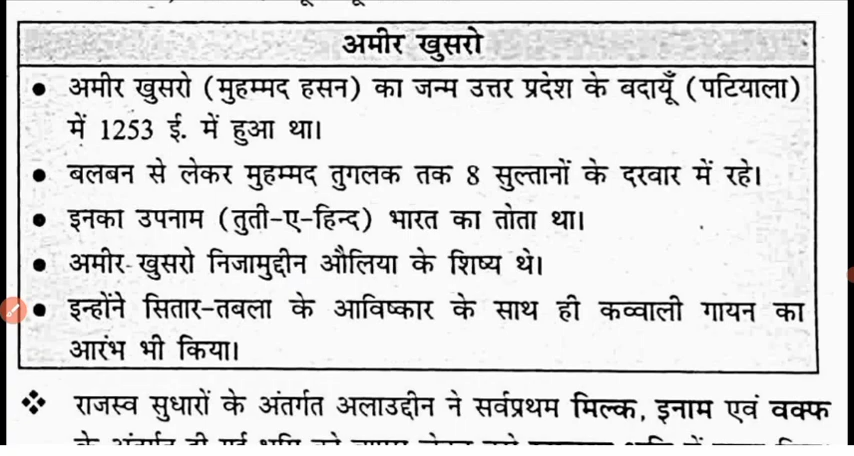 अमीर खुसरो
● अमीर खुसरो (मुहम्मद हसन) का जन्म उत्तर प्रदेश के वदायूँ (पटियाला)
में 1253 ई. में हुआ था।
● बलबन से लेकर मुहम्मद तुगलक तक 8 सुल्तानों के दरवार में रहे।
● इनका उपनाम (तुती-ए-हिन्द) भारत का तोता था।
● अमीर खुसरो निजामुद्दीन औलिया के शिष्य थे।
● इन्होंने सितार-तबला के आविष्कार के साथ ही कव्वाली गायन का
आरंभ भी किया।
❖ राजस्व सुधारों के अंतर्गत अलाउद्दीन ने सर्वप्रथम मिल्क, इनाम एवं वक्फ